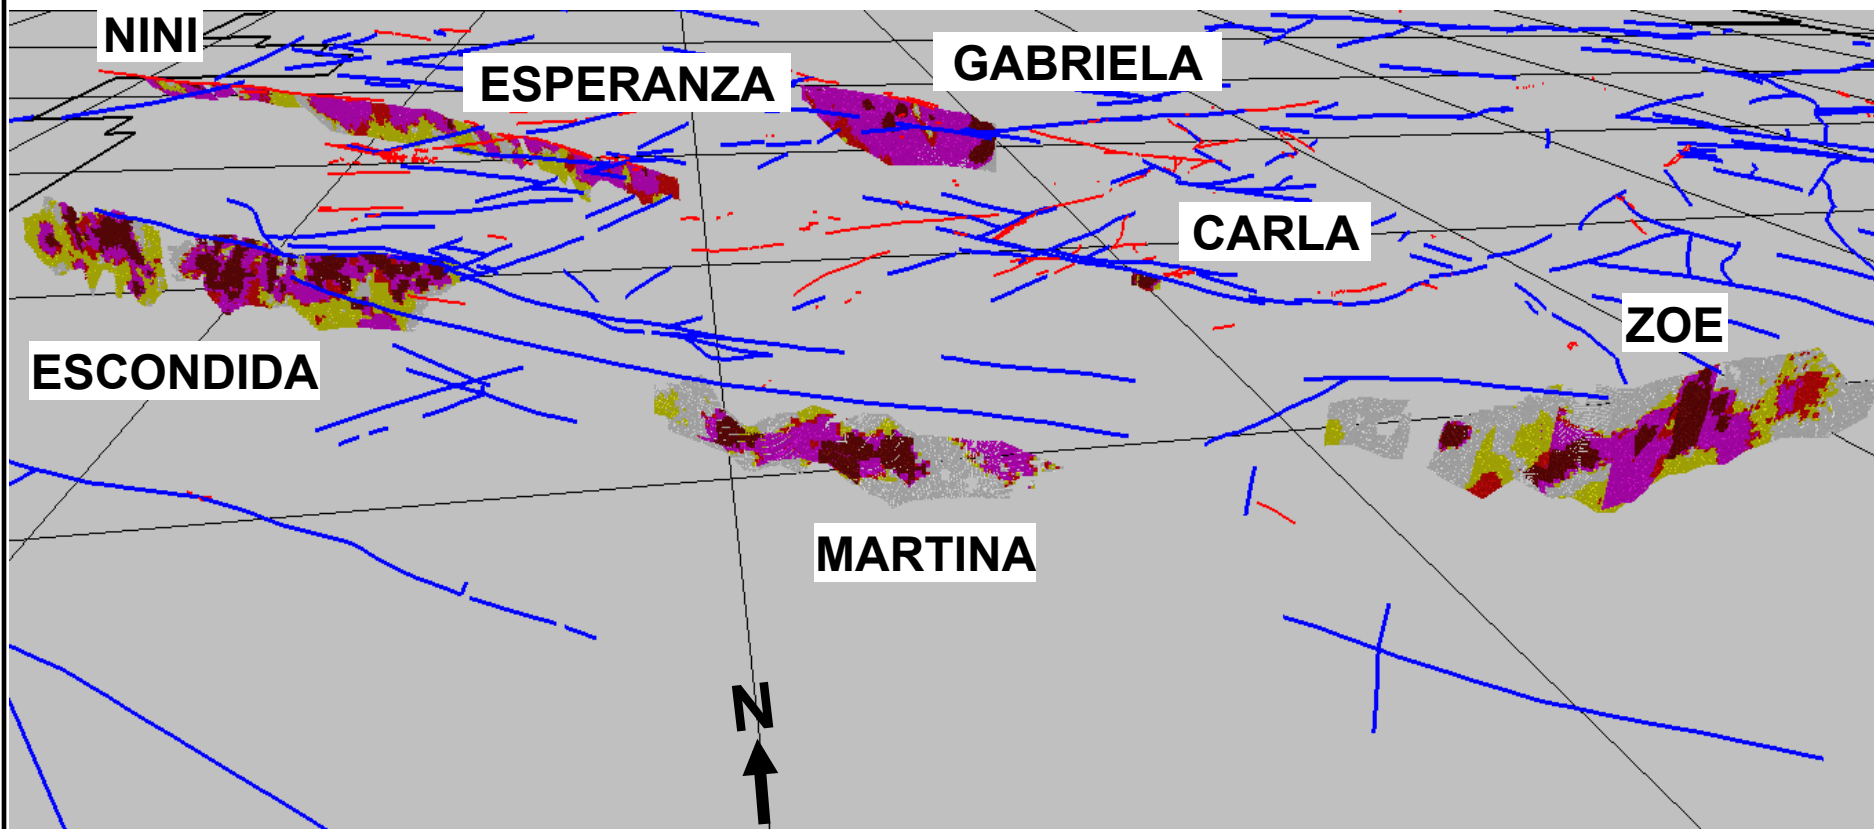 NINI
ESPERANZA
GABRIELA
CARLA
ZOE
ESCONDIDA
MARTINA
N